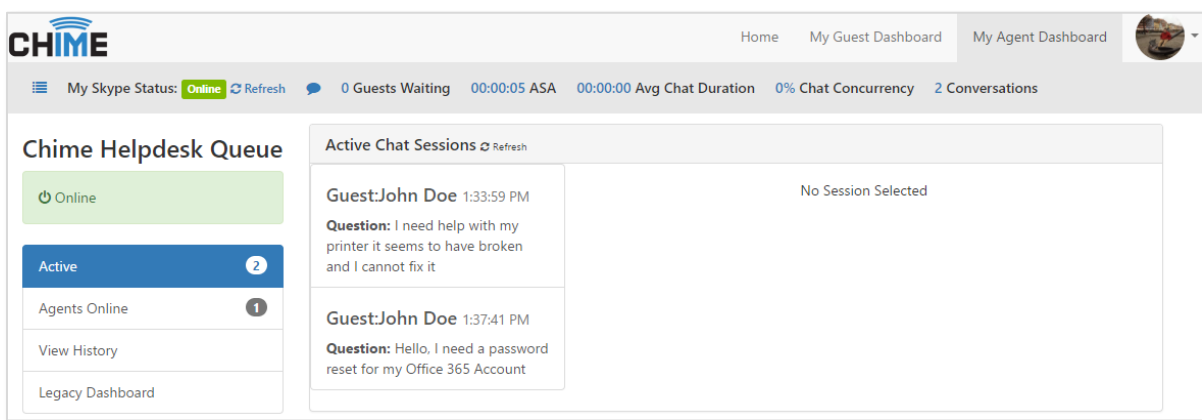 CHIME
Home My Guest Dashboard My Agent Dashboard
My Skype Status: Online Refresh 0 Guests Waiting 00:00:05 ASA 00:00:00 Avg Chat Duration 0% Chat Concurrency 2 Conversations
Chime Helpdesk Queue
Online
Active 2
Agents Online 1
View History
Legacy Dashboard
Active Chat Sessions Refresh
Guest:John Doe 1:33:59 PM
Question: I need help with my
printer it seems to have broken
and I cannot fix it
Guest:John Doe 1:37:41 PM
Question: Hello, I need a password
reset for my Office 365 Account
No Session Selected